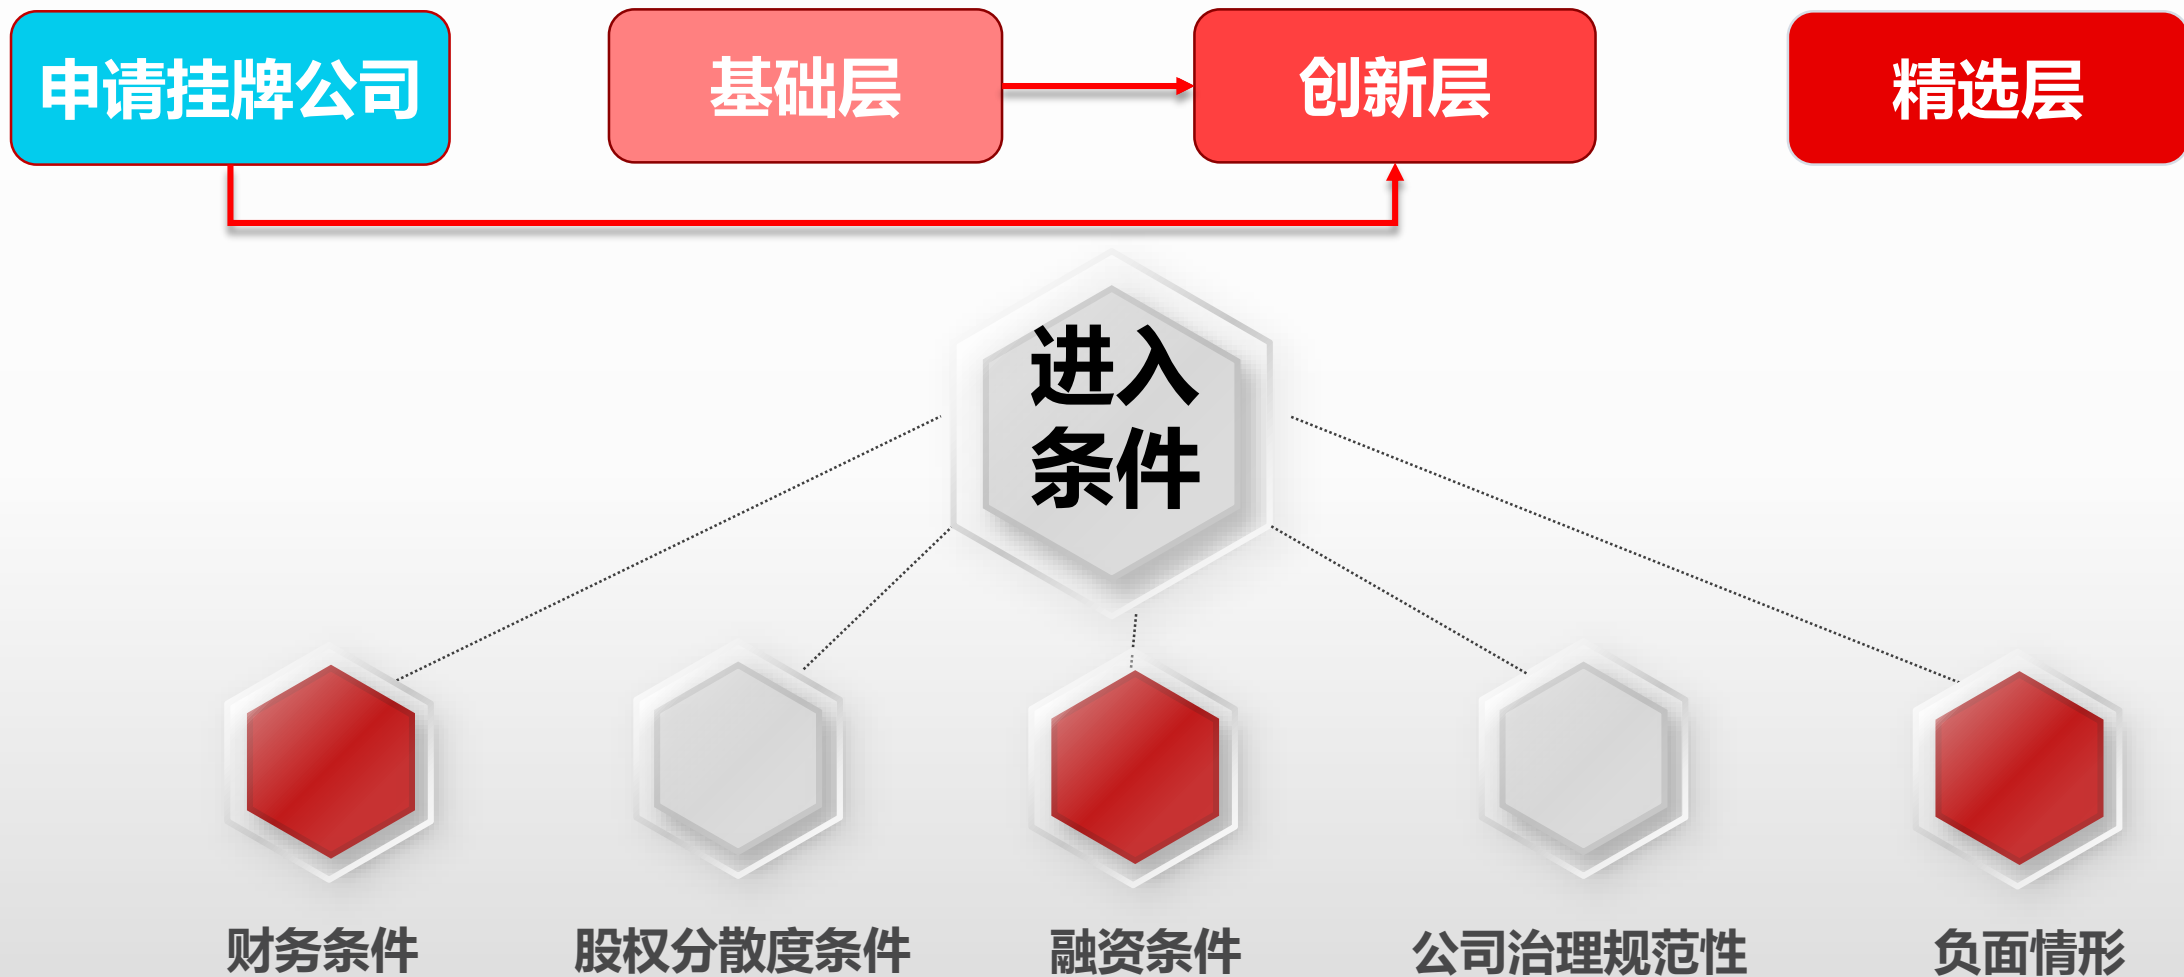 申请挂牌公司
基础层
创新层
精选层
进入
条件
财务条件
股权分散度条件
融资条件
公司治理规范性
负面情形